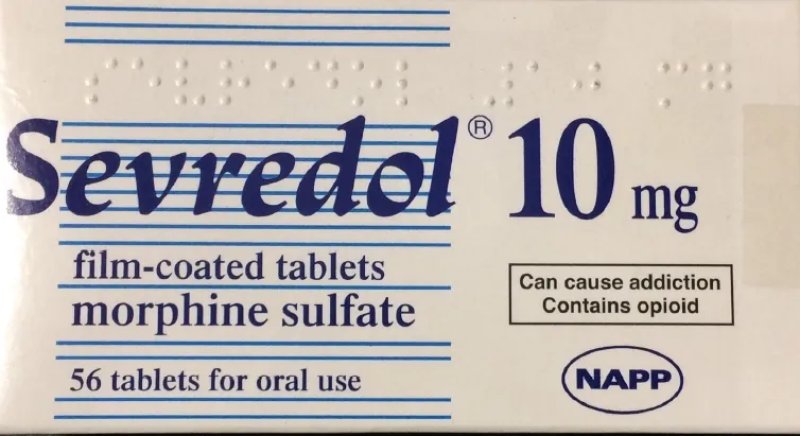 Sevredol® 10 mg
film-coated tablets
morphine sulfate
56 tablets for oral use
Can cause addiction
Contains opioid
NAPP